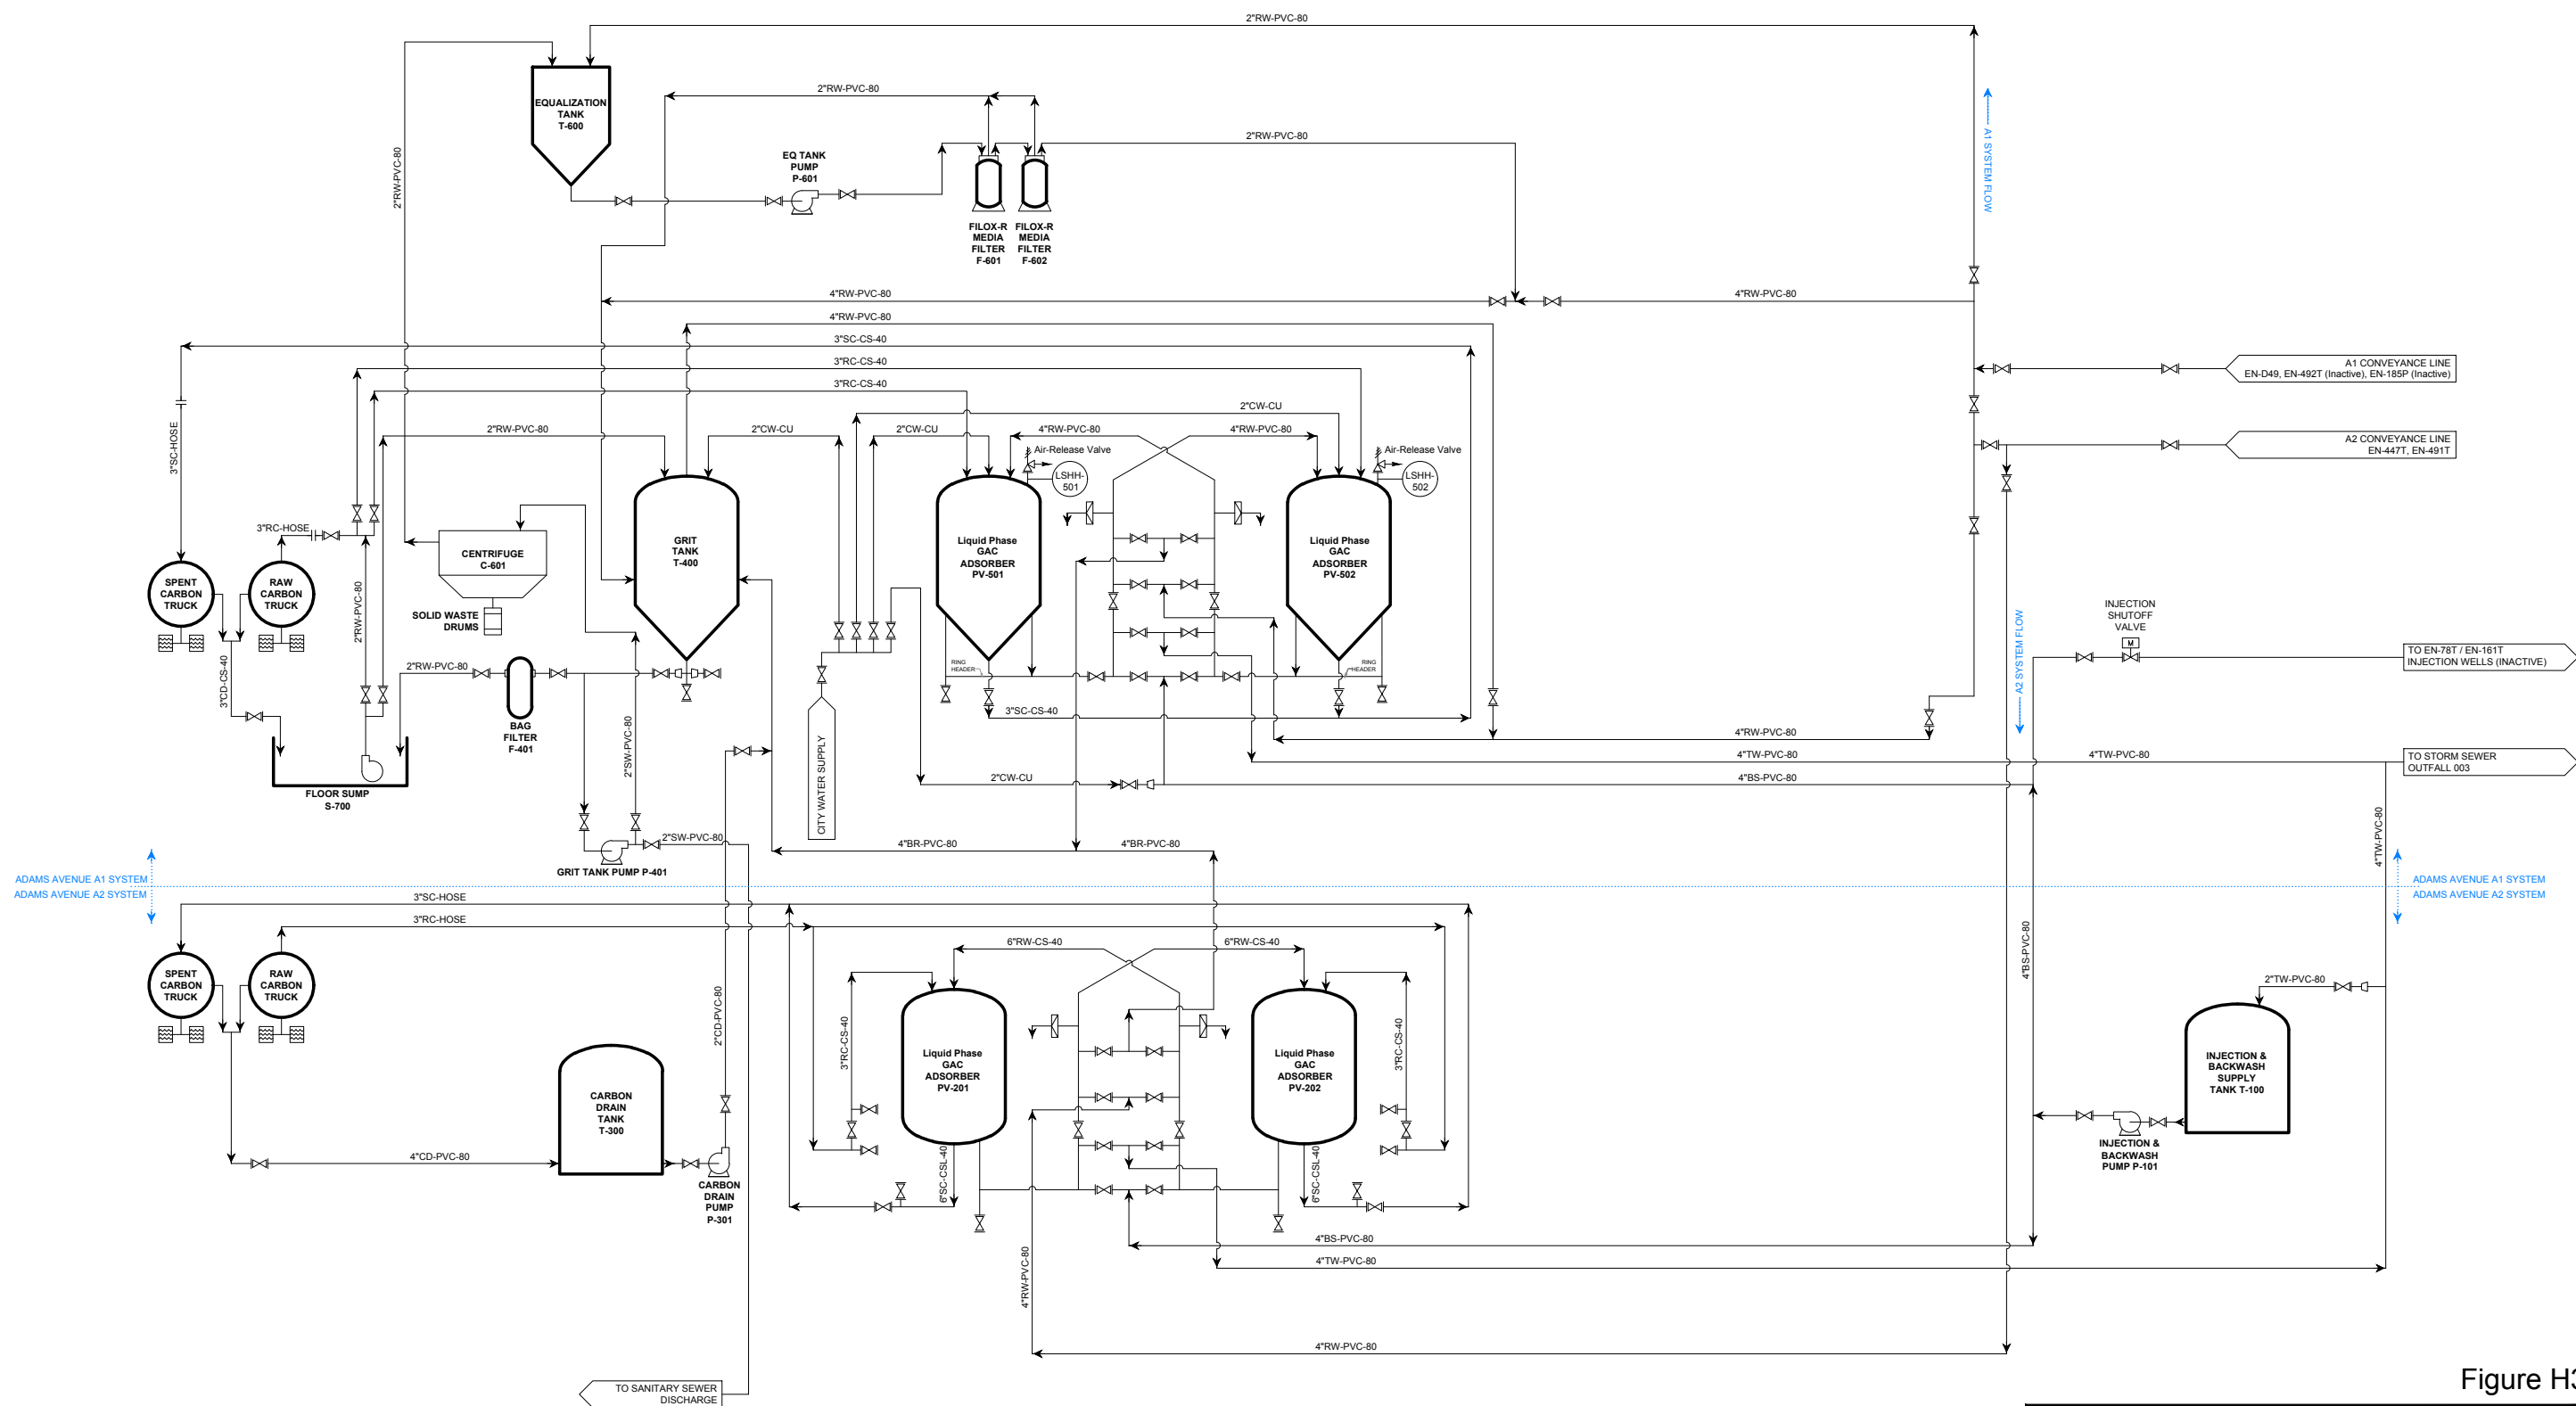 2"RW-PVC-80
EQUALIZATION
TANK
T-600
2"RW-PVC-80
2"RW-PVC-80
2"RW-PVC-80
EQ TANK
PUMP
P-601
FILOX-R
MEDIA
FILTER
F-601
FILOX-R
MEDIA
FILTER
F-602
A1 SYSTEM FLOW
4"RW-PVC-80
4"RW-PVC-80
4"RW-PVC-80
3"SC-CS-40
3"RC-CS-40
3"RC-CS-40
A1 CONVEYANCE LINE
EN-D49, EN-492T (Inactive), EN-185P (Inactive)
A2 CONVEYANCE LINE
EN-447T, EN-491T
3"SC-HOSE
2"RW-PVC-80
2"CW-CU
2"CW-CU
2"CW-CU
4"RW-PVC-80
4"RW-PVC-80
Air-Release Valve
LSHH-
501
Air-Release Valve
LSHH-
502
3"RC-HOSE
CENTRIFUGE
C-601
SOLID WASTE
DRUMS
GRIT
TANK
T-400
Liquid Phase
GAC
ADSORBER
PV-501
Liquid Phase
GAC
ADSORBER
PV-502
SPENT
CARBON
TRUCK
RAW
CARBON
TRUCK
2"RW-PVC-80
3"CD-CS-40
2"RW-PVC-80
BAG
FILTER
F-401
2"SW-PVC-80
RING
HEADER
RING
HEADER
3"SC-CS-40
A2 SYSTEM FLOW
INJECTION
SHUTOFF
VALVE
M
TO EN-78T / EN-161T
INJECTION WELLS (INACTIVE)
4"RW-PVC-80
4"TW-PVC-80
4"TW-PVC-80
TO STORM SEWER
OUTFALL 003
2"CW-CU
4"BS-PVC-80
CITY WATER SUPPLY
FLOOR SUMP
S-700
2"SW-PVC-80
4"BR-PVC-80
4"BR-PVC-80
4"TW-PVC-80
GRIT TANK PUMP P-401
ADAMS AVENUE A1 SYSTEM
ADAMS AVENUE A2 SYSTEM
ADAMS AVENUE A1 SYSTEM
ADAMS AVENUE A2 SYSTEM
3"SC-HOSE
3"RC-HOSE
6"RW-CS-40
6"RW-CS-40
4"BS-PVC-80
SPENT
CARBON
TRUCK
RAW
CARBON
TRUCK
2"CD-PVC-80
3"RC-CS-40
3"RC-CS-40
Liquid Phase
GAC
ADSORBER
PV-201
Liquid Phase
GAC
ADSORBER
PV-202
2"TW-PVC-80
INJECTION &
BACKWASH
SUPPLY
TANK T-100
CARBON
DRAIN
TANK
T-300
4"CD-PVC-80
CARBON
DRAIN
PUMP
P-301
6"SC-CSL-40
6"SC-CSL-40
INJECTION &
BACKWASH
PUMP P-101
4"BS-PVC-80
4"TW-PVC-80
4"RW-PVC-80
4"RW-PVC-80
TO SANITARY SEWER
DISCHARGE
Figure H3